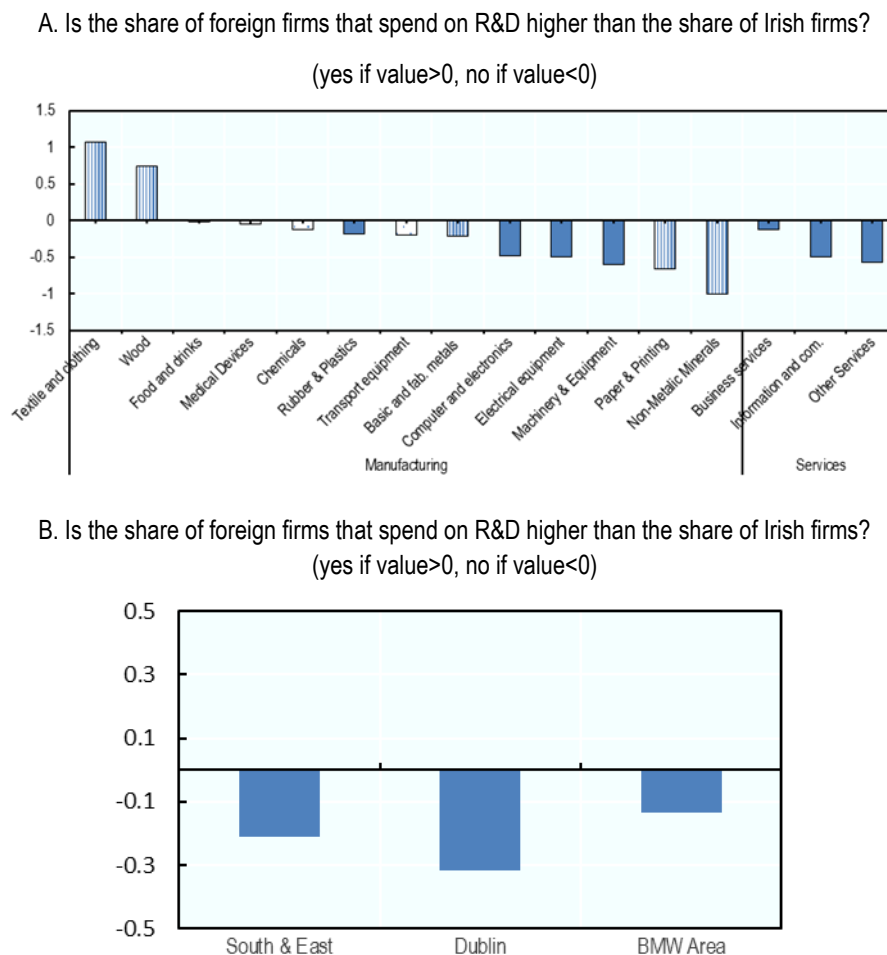 A. Is the share of foreign firms that spend on R&D higher than the share of Irish firms?
(yes if value>0, no if value<0)
1.5
1
0.5
0
-0.5
-1
-1.5
Textile and clothing
Wood
Food and drinks
Medical Devices
Chemicals
Rubber & Plastics
Transport equipment
Basic and fab. metals
Computer and electronics
Electrical equipment
Machinery & Equipment
Paper & Printing
Non-Metalic Minerals
Business services
Information and com.
Other Services
Manufacturing
Services
B. Is the share of foreign firms that spend on R&D higher than the share of Irish firms?
(yes if value>0, no if value<0)
0.5
0.3
0.1
-0.1
-0.3
-0.5
South & East
Dublin
BMW Area